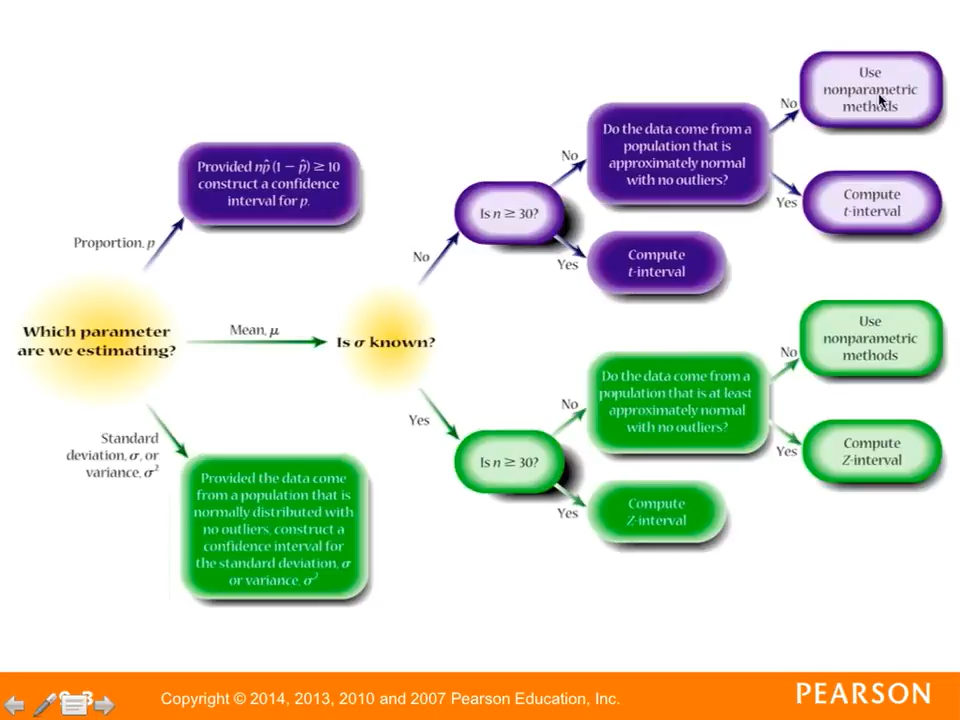 Use
nonparametric
methods
No
Do the data come from a
population that is
approximately normal
with no outliers?
No
Provided np̂(1 − p̂) ≥ 10
construct a confidence
interval for p.
Is n ≥ 30?
Yes
Compute
t-interval
Proportion, p
No
Yes
Compute
t-interval
Which parameter
are we estimating?
Mean, μ
Is σ known?
Use
nonparametric
methods
No
Do the data come from a
population that is at least
approximately normal
with no outliers?
No
Yes
Standard
deviation, σ, or
variance, σ²
Is n ≥ 30?
Yes
Compute
Z-interval
Provided the data come
from a population that is
normally distributed with
no outliers, construct a
confidence interval for
the standard deviation, σ
or variance, σ²
Yes
Compute
Z-interval
Copyright © 2014, 2013, 2010 and 2007 Pearson Education, Inc.
PEARSON